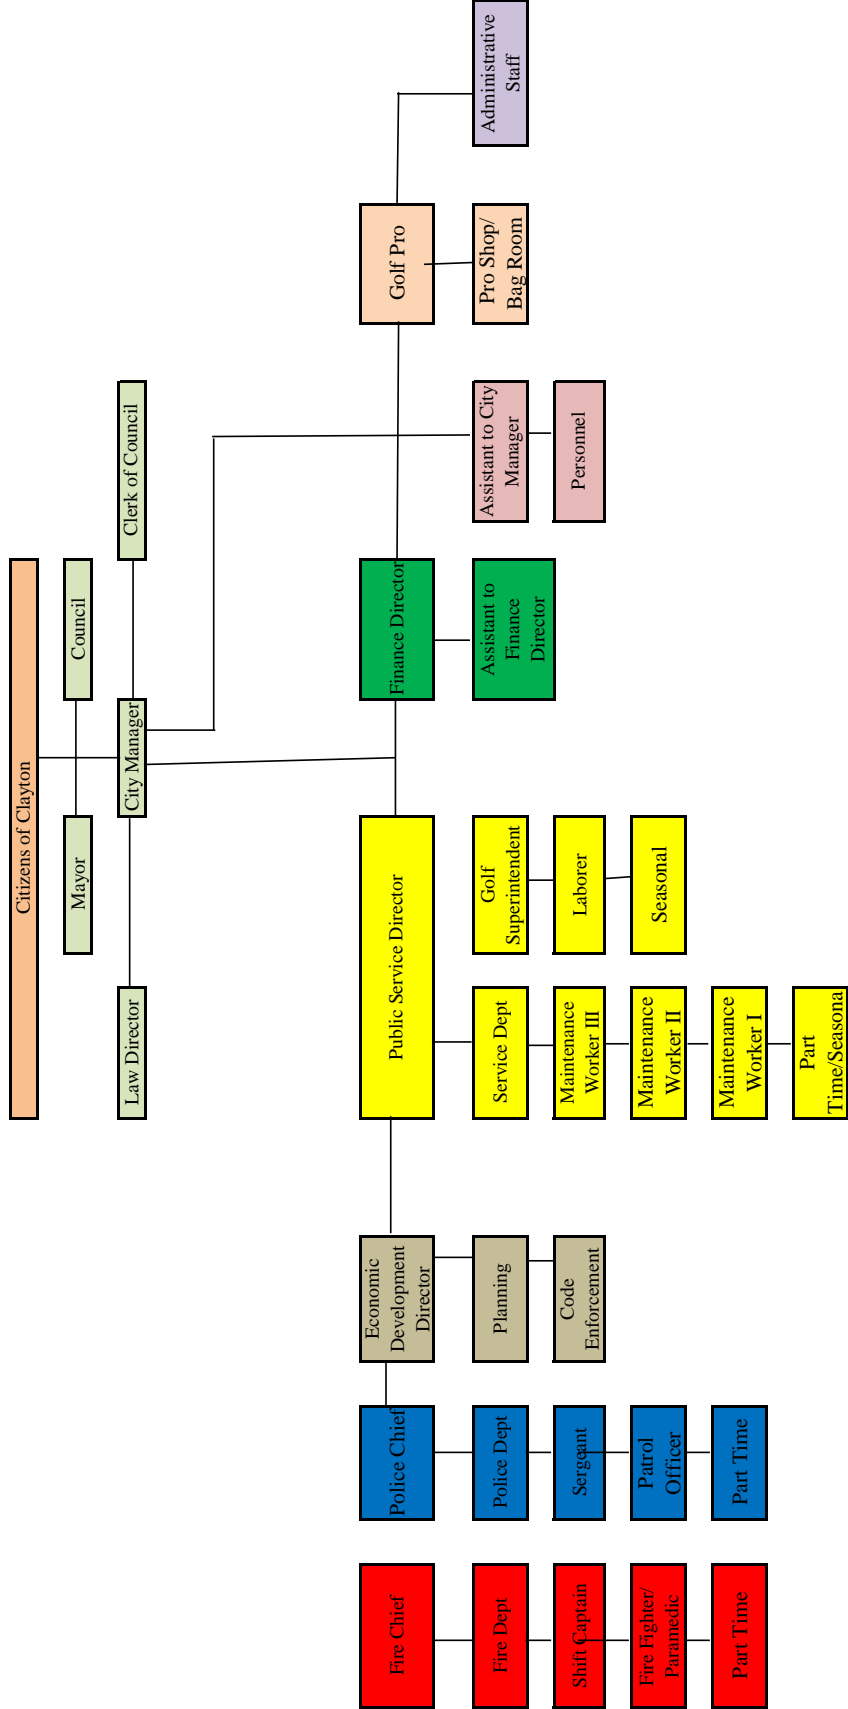 Citizens of Clayton
Mayor
Council
Law Director
City Manager
Clerk of Council
Fire Chief
Police Chief
Economic
Development
Director
Public Service Director
Finance Director
Golf Pro
Fire Dept
Police Dept
Planning
Service Dept
Golf
Superintendent
Assistant to
Finance
Director
Assistant to City
Manager
Pro Shop/
Bag Room
Administrative
Staff
Shift Captain
Sergeant
Code
Enforcement
Maintenance
Worker III
Laborer
Personnel
Fire Fighter/
Paramedic
Patrol
Officer
Maintenance
Worker II
Seasonal
Part Time
Part Time
Maintenance
Worker I
Part
Time/Seasona